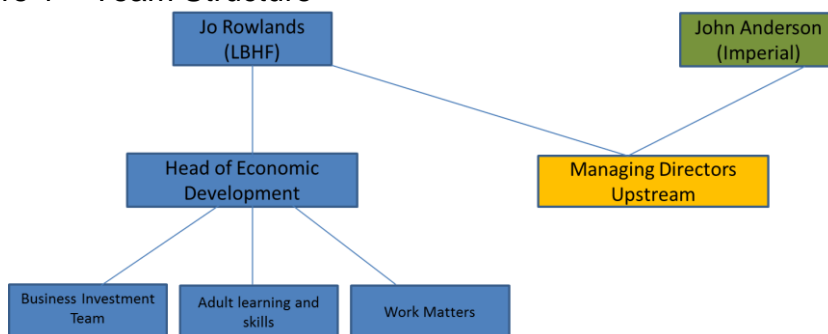 Team Structure
Jo Rowlands
(LBHF)
John Anderson
(Imperial)
Head of Economic
Development
Managing Directors
Upstream
Business Investment
Team
Adult learning and
skills
Work Matters